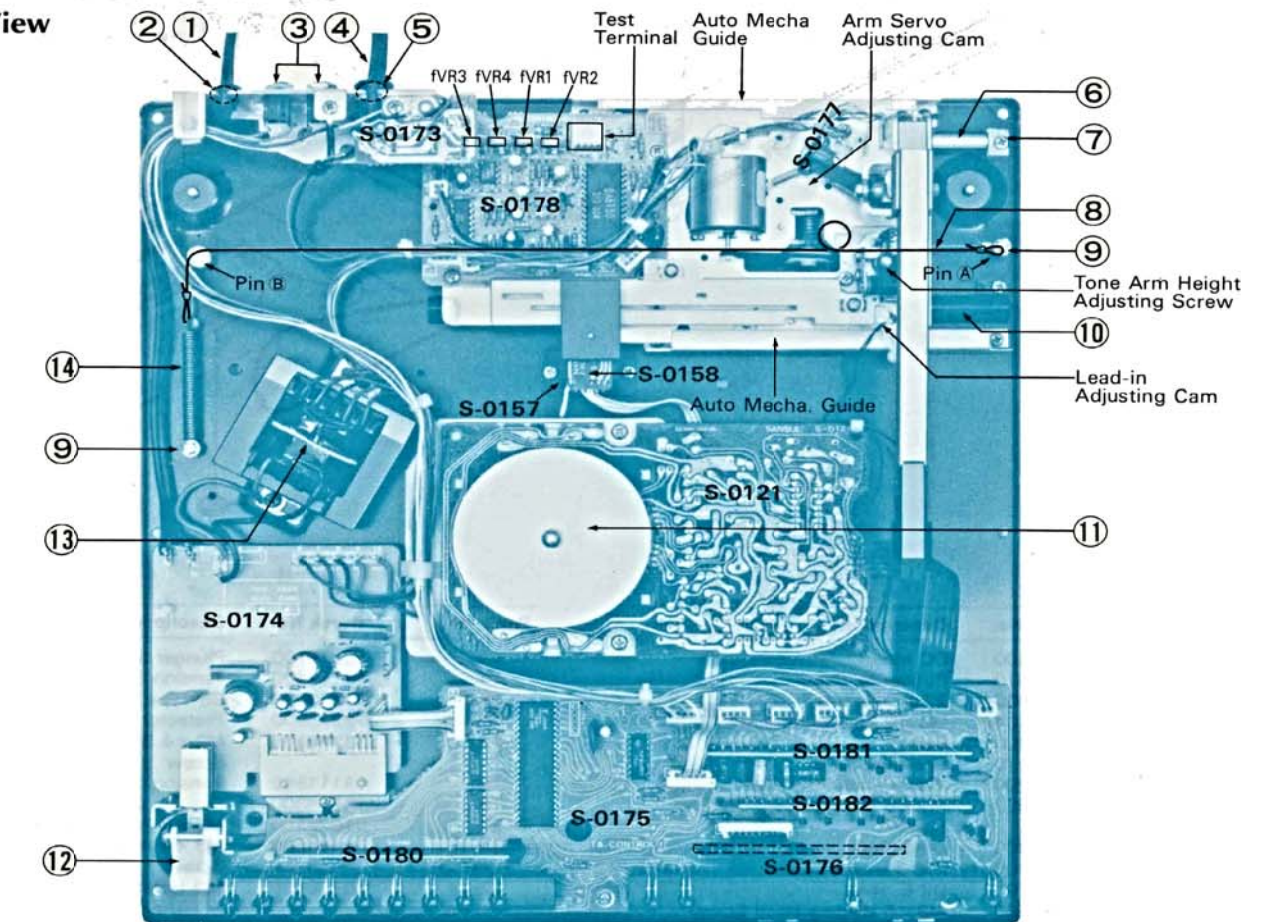 View
① ② ③ ④ ⑤
Test
Terminal
Auto Mecha
Guide
Arm Servo
Adjusting Cam
fVR3 fVR4 fVR1 fVR2
S-0173
S-0177
⑥
⑦
S-0178
⑧
⑨
Pin Ⓑ
Pin Ⓐ
Tone Arm Height
Adjusting Screw
⑩
⑭
S-0158
S-0157
Auto Mecha. Guide
Lead-in
Adjusting Cam
⑨
S-0121
⑬
⑪
S-0174
S-0181
S-0182
S-0175
S-0180
S-0176
⑫